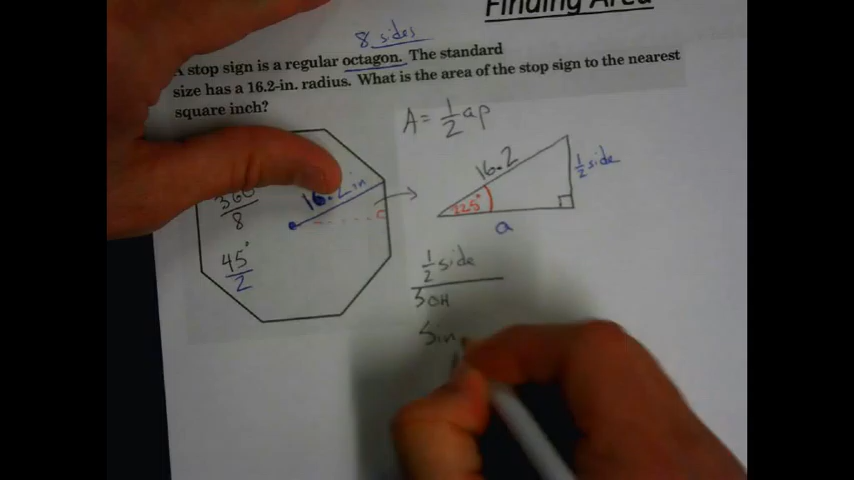 Finding Area
8 sides
stop sign is a regular octagon. The standard
size has a 16.2-in. radius. What is the area of the stop sign to the nearest
square inch?
A = 1/2 ap
360/8
45°/2
16.2 in
16.2
1/2 side
22.5°
a
1/2 side
SOH
Sin